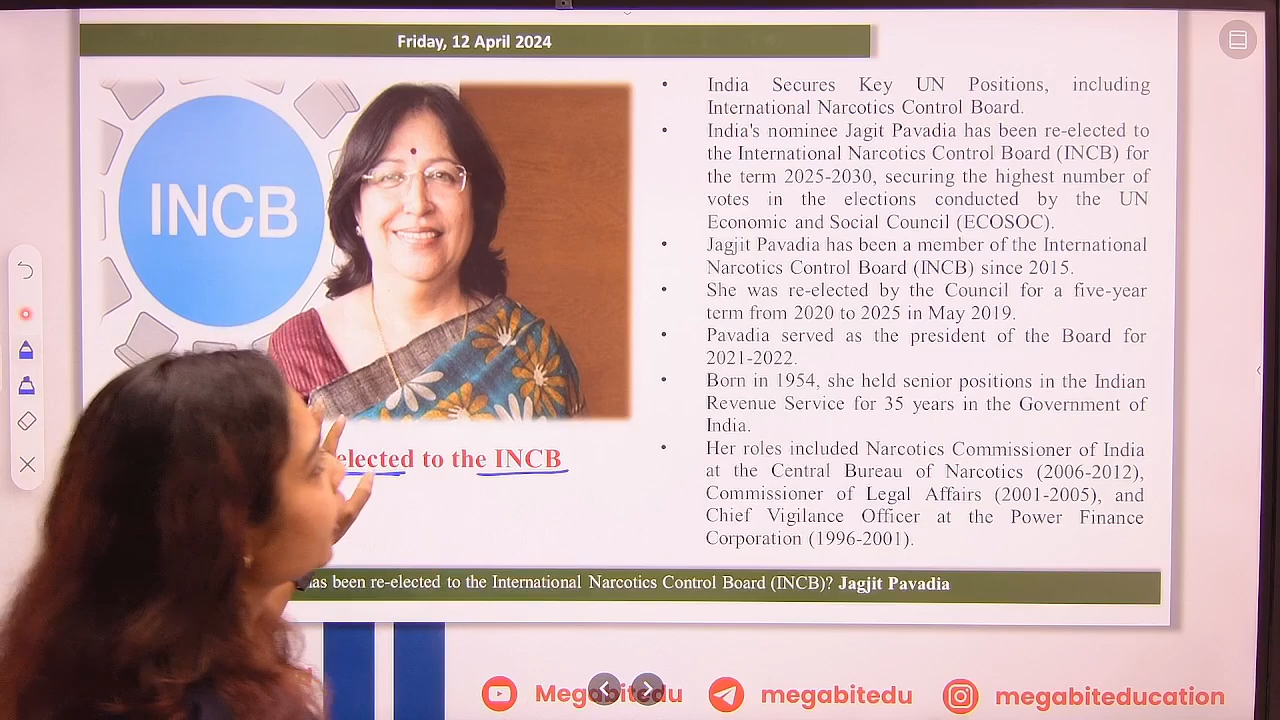 Friday, 12 April 2024
INCB
elected to the INCB
• India Secures Key UN Positions, including
International Narcotics Control Board.
• India's nominee Jagit Pavadia has been re-elected to
the International Narcotics Control Board (INCB) for
the term 2025-2030, securing the highest number of
votes in the elections conducted by the UN
Economic and Social Council (ECOSOC).
• Jagjit Pavadia has been a member of the International
Narcotics Control Board (INCB) since 2015.
• She was re-elected by the Council for a five-year
term from 2020 to 2025 in May 2019.
• Pavadia served as the president of the Board for
2021-2022.
• Born in 1954, she held senior positions in the Indian
Revenue Service for 35 years in the Government of
India.
• Her roles included Narcotics Commissioner of India
at the Central Bureau of Narcotics (2006-2012),
Commissioner of Legal Affairs (2001-2005), and
Chief Vigilance Officer at the Power Finance
Corporation (1996-2001).
has been re-elected to the International Narcotics Control Board (INCB)? Jagjit Pavadia
megabitedu megabiteducation